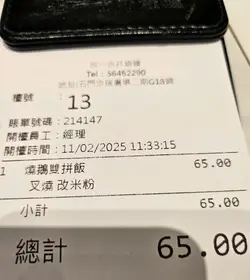 Tel：36462290
檯號： 13
賬單號碼：214147
開檯員工：經理
開檯時間：11/02/2025 11:33:15
1 燒鵝雙拼飯 65.00
叉燒 改米粉
小計 65.00
總計 65.00